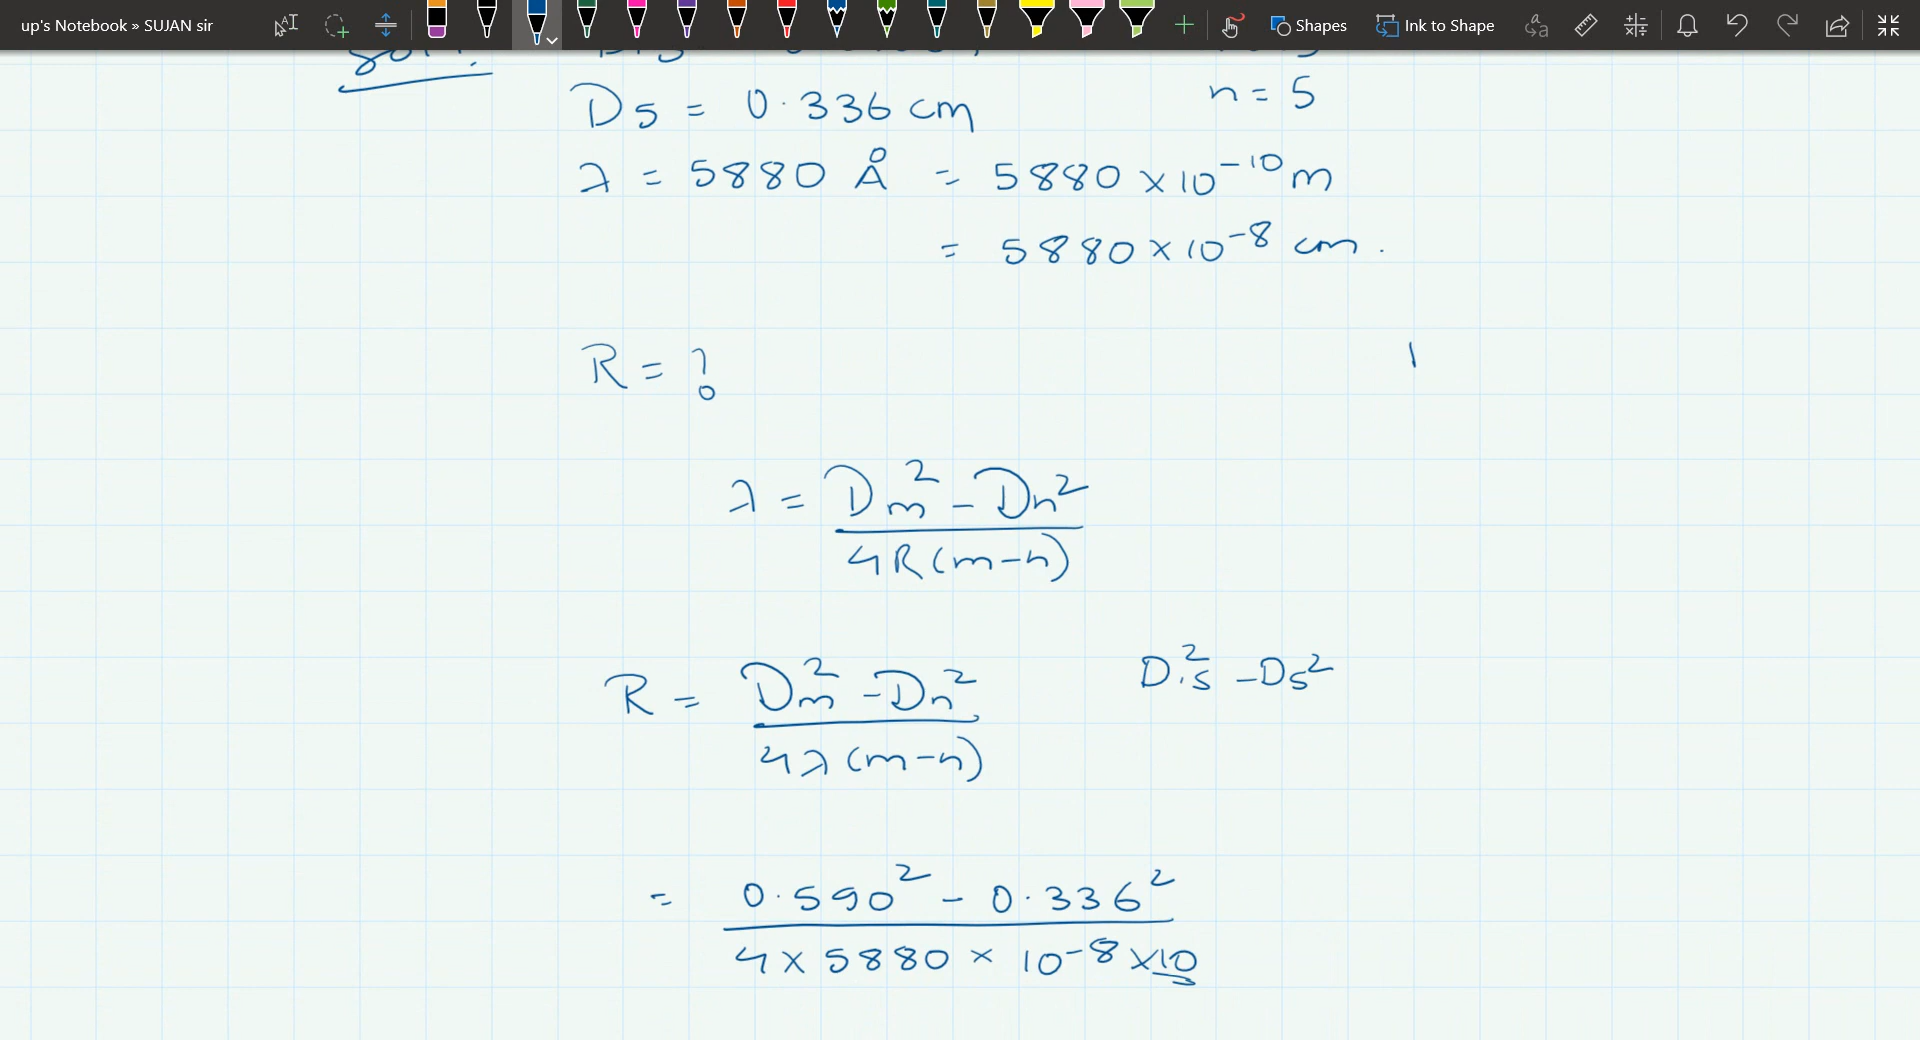 up's Notebook » SUJAN sir
Shapes
Ink to Shape
D5 = 0.336 cm
n = 5
λ = 5880 Å = 5880 × 10⁻¹⁰ m
= 5880 × 10⁻⁸ cm.
R = ?
λ = Dm² - Dn²
4R(m-n)
R = Dm² - Dn²
D15² - D5²
4λ(m-n)
= 0.590² - 0.336²
4 × 5880 × 10⁻⁸ × 10